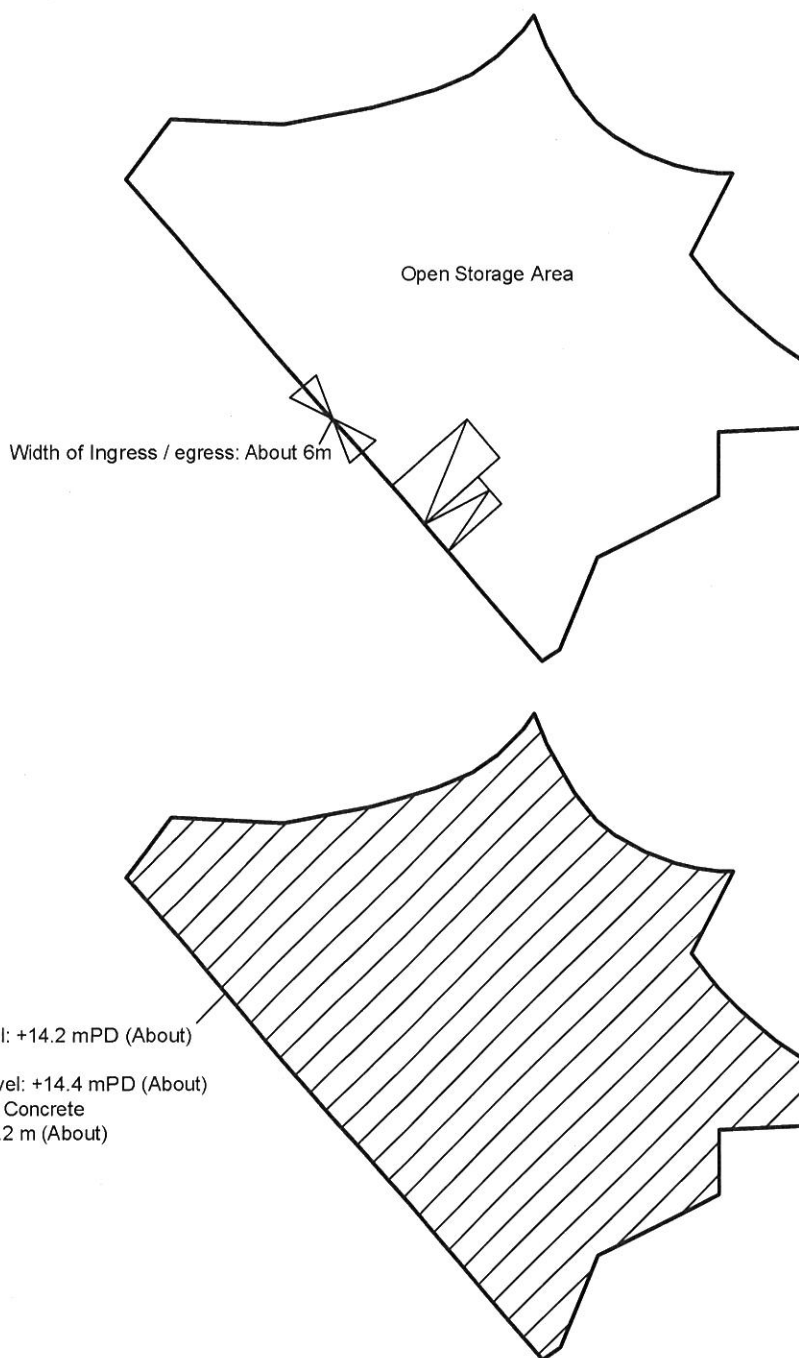 Open Storage Area
Width of Ingress / egress: About 6m
: +14.2 mPD (About)
: +14.4 mPD (About)
Concrete
2 m (About)